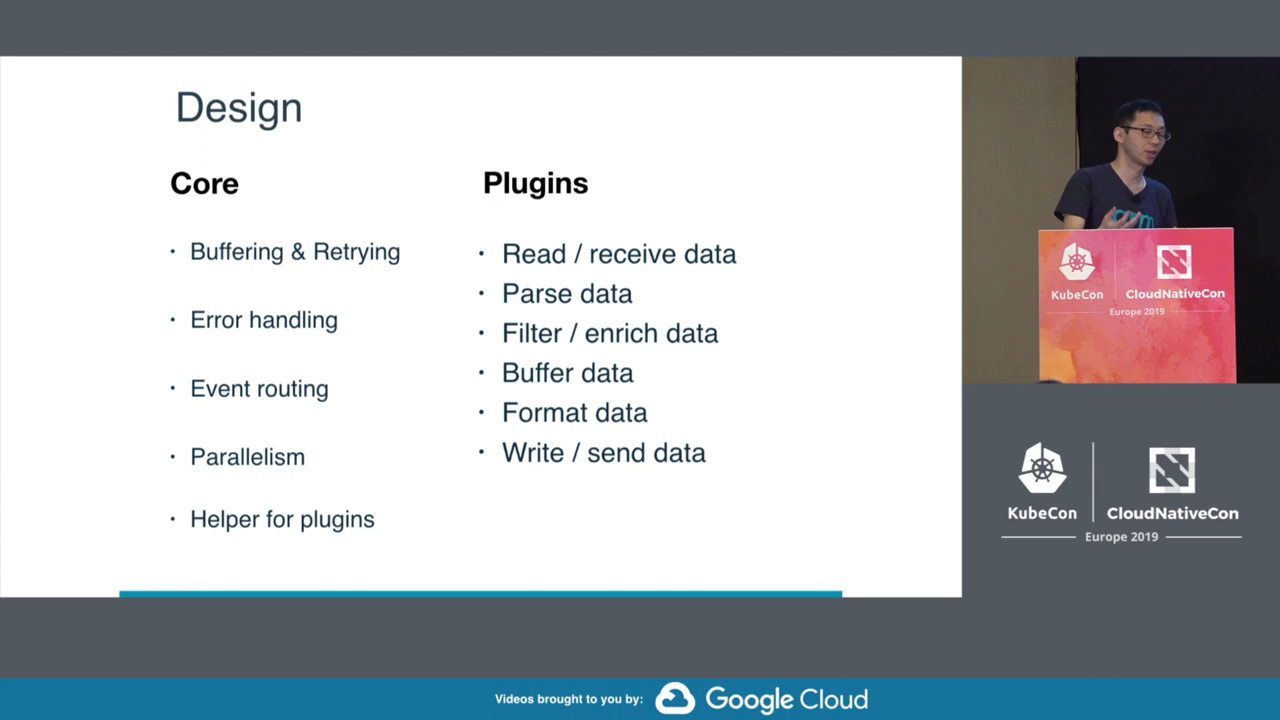 Design
Core
• Buffering & Retrying
• Error handling
• Event routing
• Parallelism
• Helper for plugins
Plugins
• Read / receive data
• Parse data
• Filter / enrich data
• Buffer data
• Format data
• Write / send data
KubeCon
CloudNativeCon
Europe 2019
KubeCon
CloudNativeCon
Europe 2019
Videos brought to you by: Google Cloud